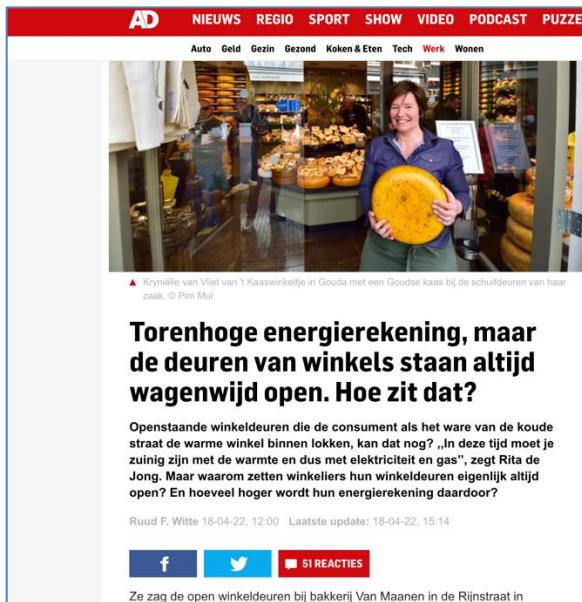 AD NIEUWS REGIO SPORT SHOW VIDEO PODCAST PUZZE
Auto Geld Gezin Gezond Koken & Eten Tech Werk Wonen
Kryniëlle van Vliet van 't Kaaswinkeltje in Gouda met een Goudse kaas bij de schuifdeuren van haar
zaak. © Pim Mul
Torenhoge energierekening, maar
de deuren van winkels staan altijd
wagenwijd open. Hoe zit dat?
Openstaande winkeldeuren die de consument als het ware van de koude
straat de warme winkel binnen lokken, kan dat nog? ,,In deze tijd moet je
zuinig zijn met de warmte en dus met elektriciteit en gas”, zegt Rita de
Jong. Maar waarom zetten winkeliers hun winkeldeuren eigenlijk altijd
open? En hoeveel hoger wordt hun energierekening daardoor?
Ruud F. Witte 18-04-22, 12:00 Laatste update: 18-04-22, 15:14
f 51 REACTIES
Ze zag de open winkeldeuren bij bakkerij Van Maanen in de Rijnstraat in